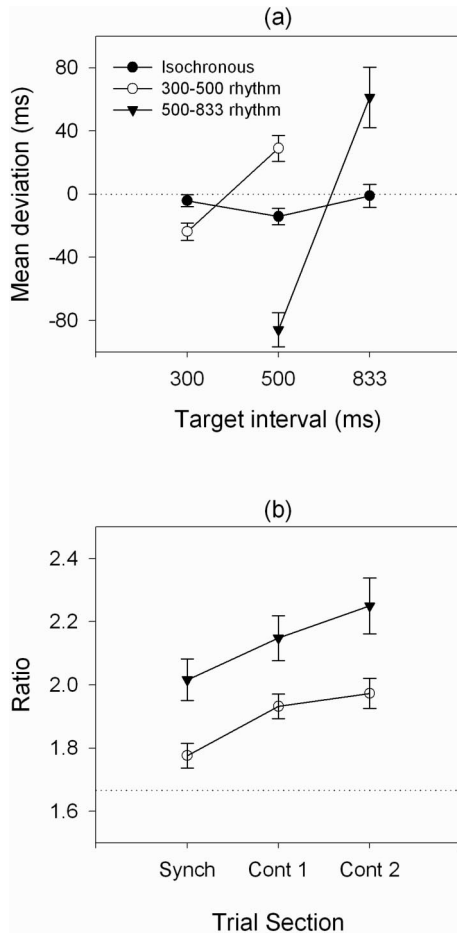 (a)
Isochronous
300-500 rhythm
500-833 rhythm
80
40
0
-40
-80
Mean deviation (ms)
300 500 833
Target interval (ms)
(b)
2.4
2.2
2.0
1.8
1.6
Ratio
Synch Cont 1 Cont 2
Trial Section